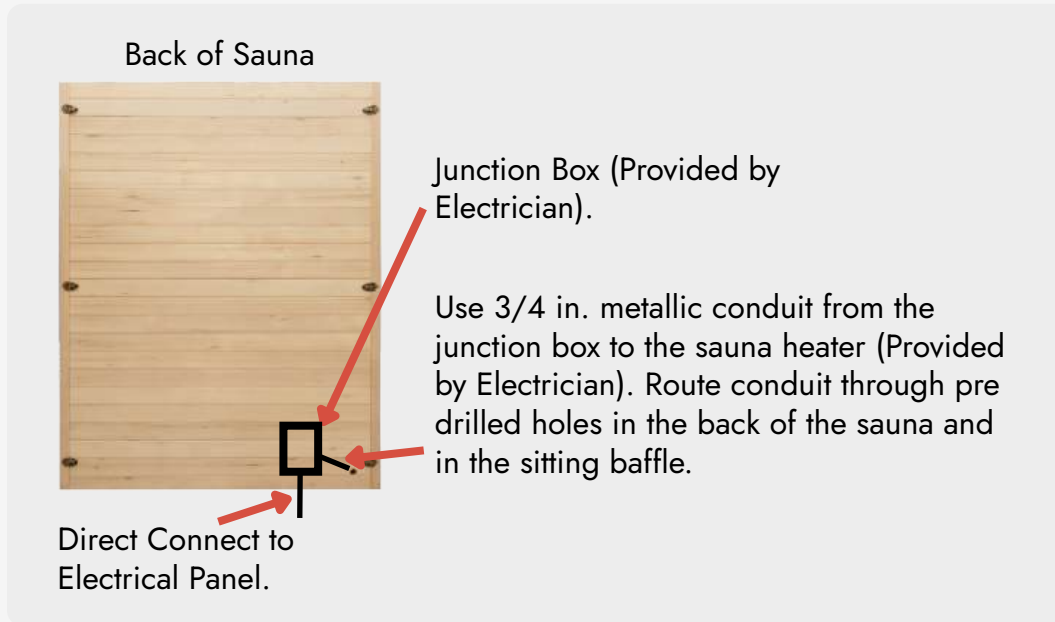 Back of Sauna
Junction Box (Provided by
Electrician).
Use 3/4 in. metallic conduit from the
junction box to the sauna heater (Provided
by Electrician). Route conduit through pre
drilled holes in the back of the sauna and
in the sitting baffle.
Direct Connect to
Electrical Panel.